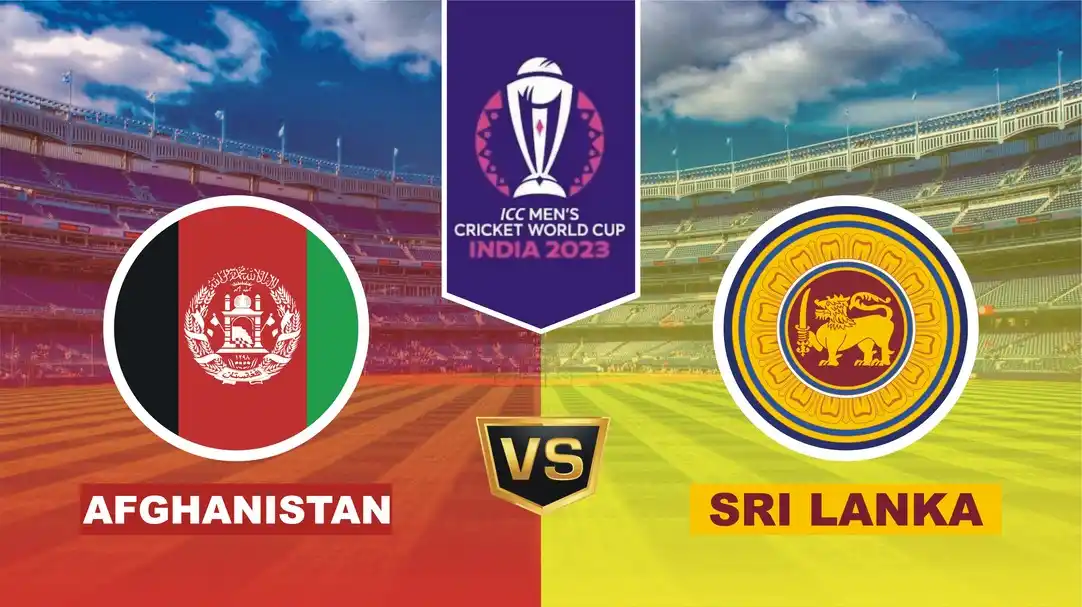 ICC MEN'S
CRICKET WORLD CUP
INDIA 2023
AFGHANISTAN
VS
SRI LANKA